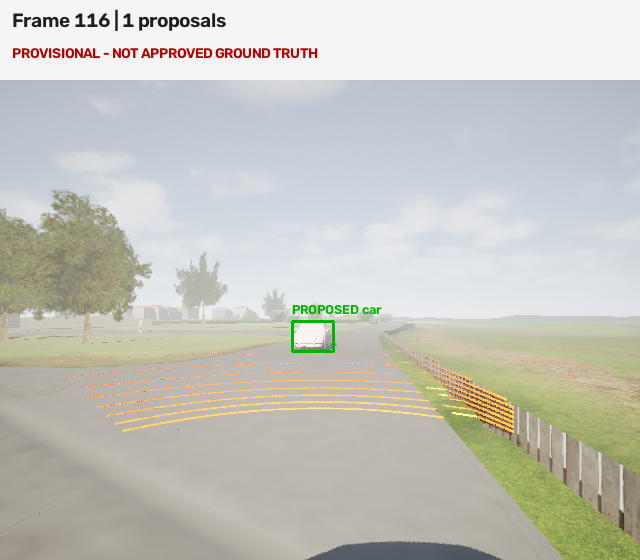 Frame 116 | 1 proposals
PROVISIONAL - NOT APPROVED GROUND TRUTH
PROPOSED car